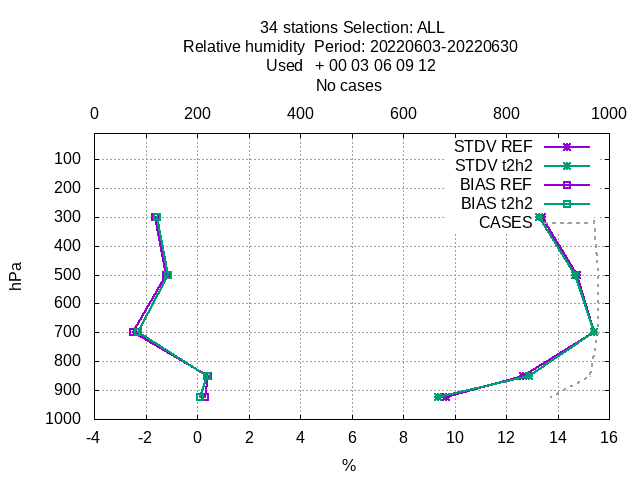 34 stations Selection: ALL
Relative humidity  Period: 20220603-20220630
Used   + 00 03 06 09 12
No cases
0 200 400 600 800 1000
STDV REF
STDV t2h2
BIAS REF
BIAS t2h2
CASES
100
200
300
400
500
600
700
800
900
1000
hPa
-4 -2 0 2 4 6 8 10 12 14 16
%